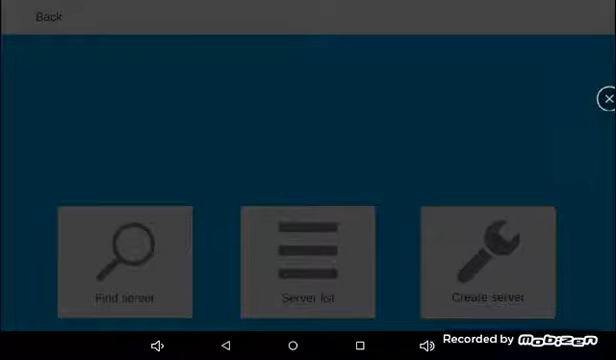 Back
Find server
Server list
Create server
Recorded by Mobizen